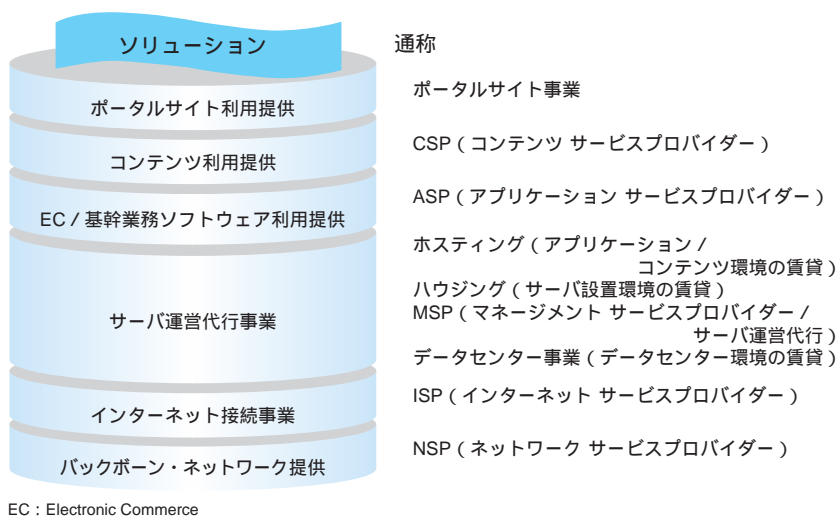 ソリューション
通称
ポータルサイト利用提供
ポータルサイト事業
コンテンツ利用提供
CSP（コンテンツ サービスプロバイダー）
EC / 基幹業務ソフトウェア利用提供
ASP（アプリケーション サービスプロバイダー）
サーバ運営代行事業
ホスティング（アプリケーション /
コンテンツ環境の賃貸）
ハウジング（サーバ設置環境の賃貸）
MSP（マネージメント サービスプロバイダー /
サーバ運営代行）
データセンター事業（データセンター環境の賃貸）
インターネット接続事業
ISP（インターネット サービスプロバイダー）
バックボーン・ネットワーク提供
NSP（ネットワーク サービスプロバイダー）
EC：Electronic Commerce